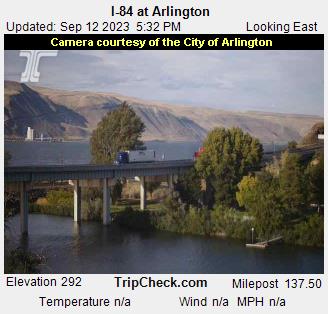 I-84 at Arlington
Updated: Sep 12 2023 5:32 PM Looking East
Camera courtesy of the City of Arlington
Elevation 292 TripCheck.com Milepost 137.50
Temperature n/a Wind n/a MPH n/a